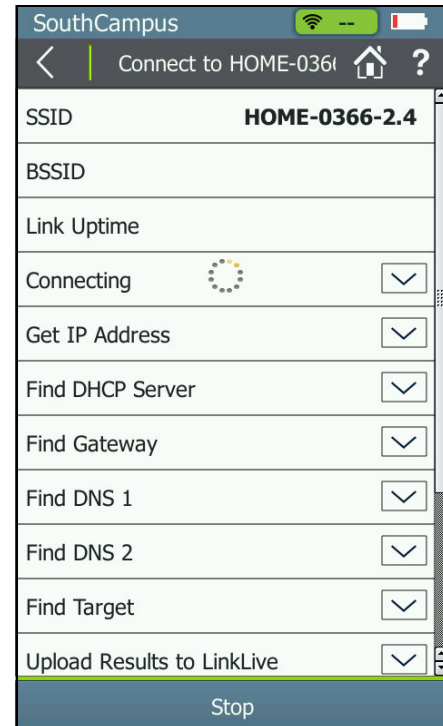 SouthCampus
--
Connect to HOME-036
?
SSID HOME-0366-2.4
BSSID
Link Uptime
Connecting
Get IP Address
Find DHCP Server
Find Gateway
Find DNS 1
Find DNS 2
Find Target
Upload Results to LinkLive
Stop